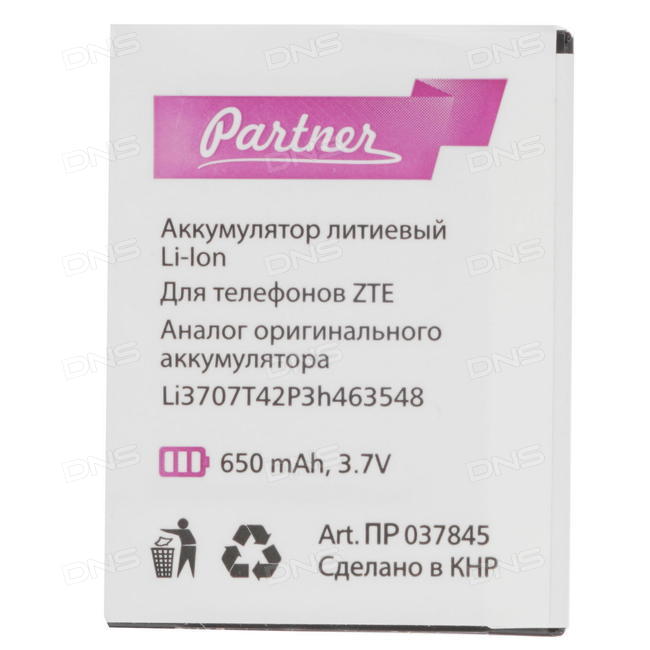 Partner
Аккумулятор литиевый
Li-Ion
Для телефонов ZTE
Аналог оригинального
аккумулятора
Li3707T42P3h463548
650 mAh, 3.7V
Art. ПР 037845
Сделано в КНР
DNS